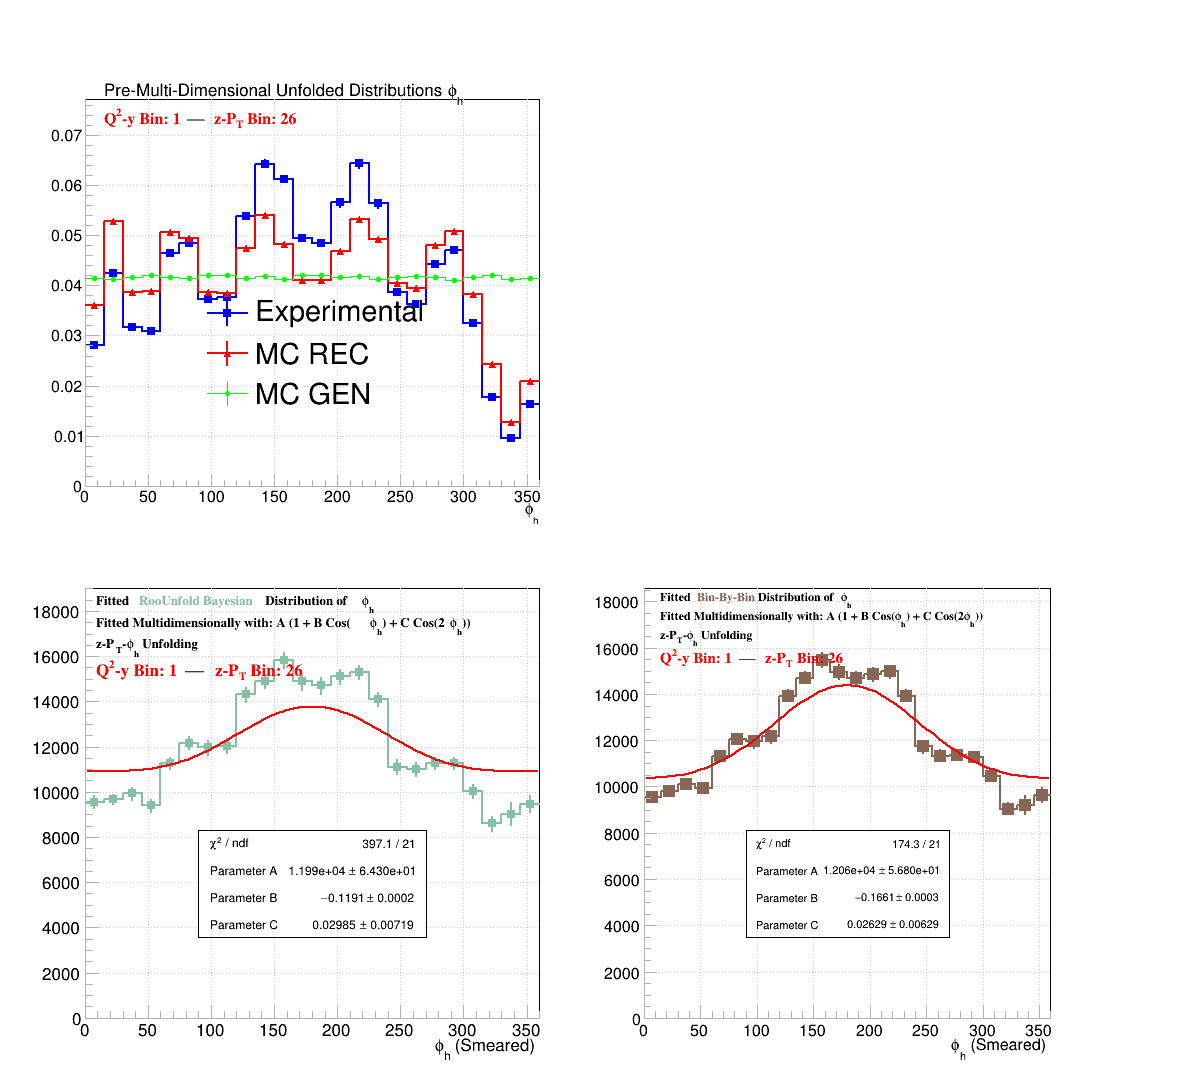 Pre-Multi-Dimensional Unfolded Distributions ϕh
Q²-y Bin: 1 — z-PT Bin: 26
0.07
0.06
0.05
0.04
0.03
0.02
0.01
0
Experimental
MC REC
MC GEN
0 50 100 150 200 250 300 350
ϕh
Fitted RooUnfold Bayesian Distribution of ϕh
Fitted Multidimensionally with: A (1 + B Cos( ϕh) + C Cos(2 ϕh))
z-PT-ϕh Unfolding
Q²-y Bin: 1 — z-PT Bin: 26
18000
16000
14000
12000
10000
8000
6000
4000
2000
0
χ² / ndf 397.1 / 21
Parameter A 1.199e+04 ± 6.430e+01
Parameter B −0.1191 ± 0.0002
Parameter C 0.02985 ± 0.00719
0 50 100 150 200 250 300 350
ϕh (Smeared)
Fitted Bin-By-Bin Distribution of ϕh
Fitted Multidimensionally with: A (1 + B Cos(ϕh) + C Cos(2ϕh))
z-PT-ϕh Unfolding
Q²-y Bin: 1 — z-PT Bin: 26
18000
16000
14000
12000
10000
8000
6000
4000
2000
0
χ² / ndf 174.3 / 21
Parameter A 1.206e+04 ± 5.680e+01
Parameter B −0.1661 ± 0.0003
Parameter C 0.02629 ± 0.00629
0 50 100 150 200 250 300 350
ϕh (Smeared)